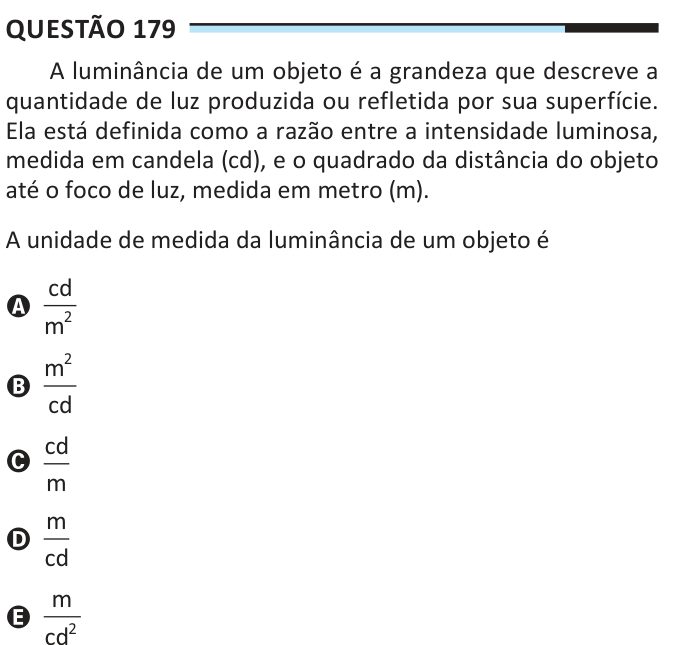 QUESTÃO 179
A luminância de um objeto é a grandeza que descreve a
quantidade de luz produzida ou refletida por sua superfície.
Ela está definida como a razão entre a intensidade luminosa,
medida em candela (cd), e o quadrado da distância do objeto
até o foco de luz, medida em metro (m).
A unidade de medida da luminância de um objeto é
A cd/m²
B m²/cd
C cd/m
D m/cd
E m/cd²